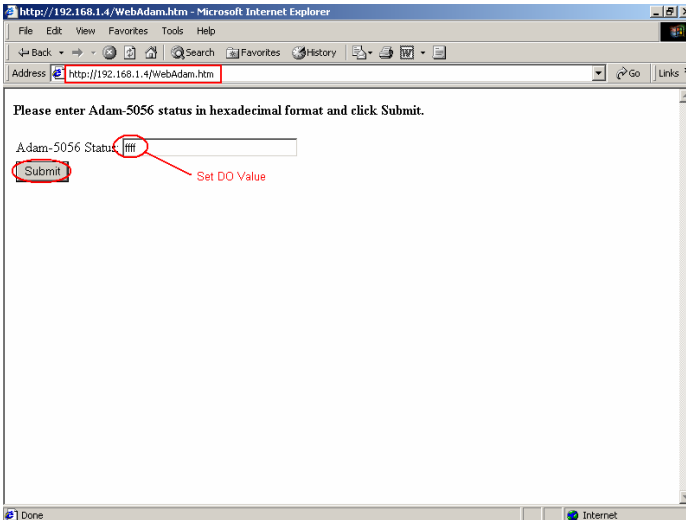 http://192.168.1.4/WebAdam.htm - Microsoft Internet Explorer
File Edit View Favorites Tools Help
Back Search Favorites History
Address http://192.168.1.4/WebAdam.htm Go Links
Please enter Adam-5056 status in hexadecimal format and click Submit.
Adam-5056 Status: ffff
Submit
Set DO Value
Done Internet